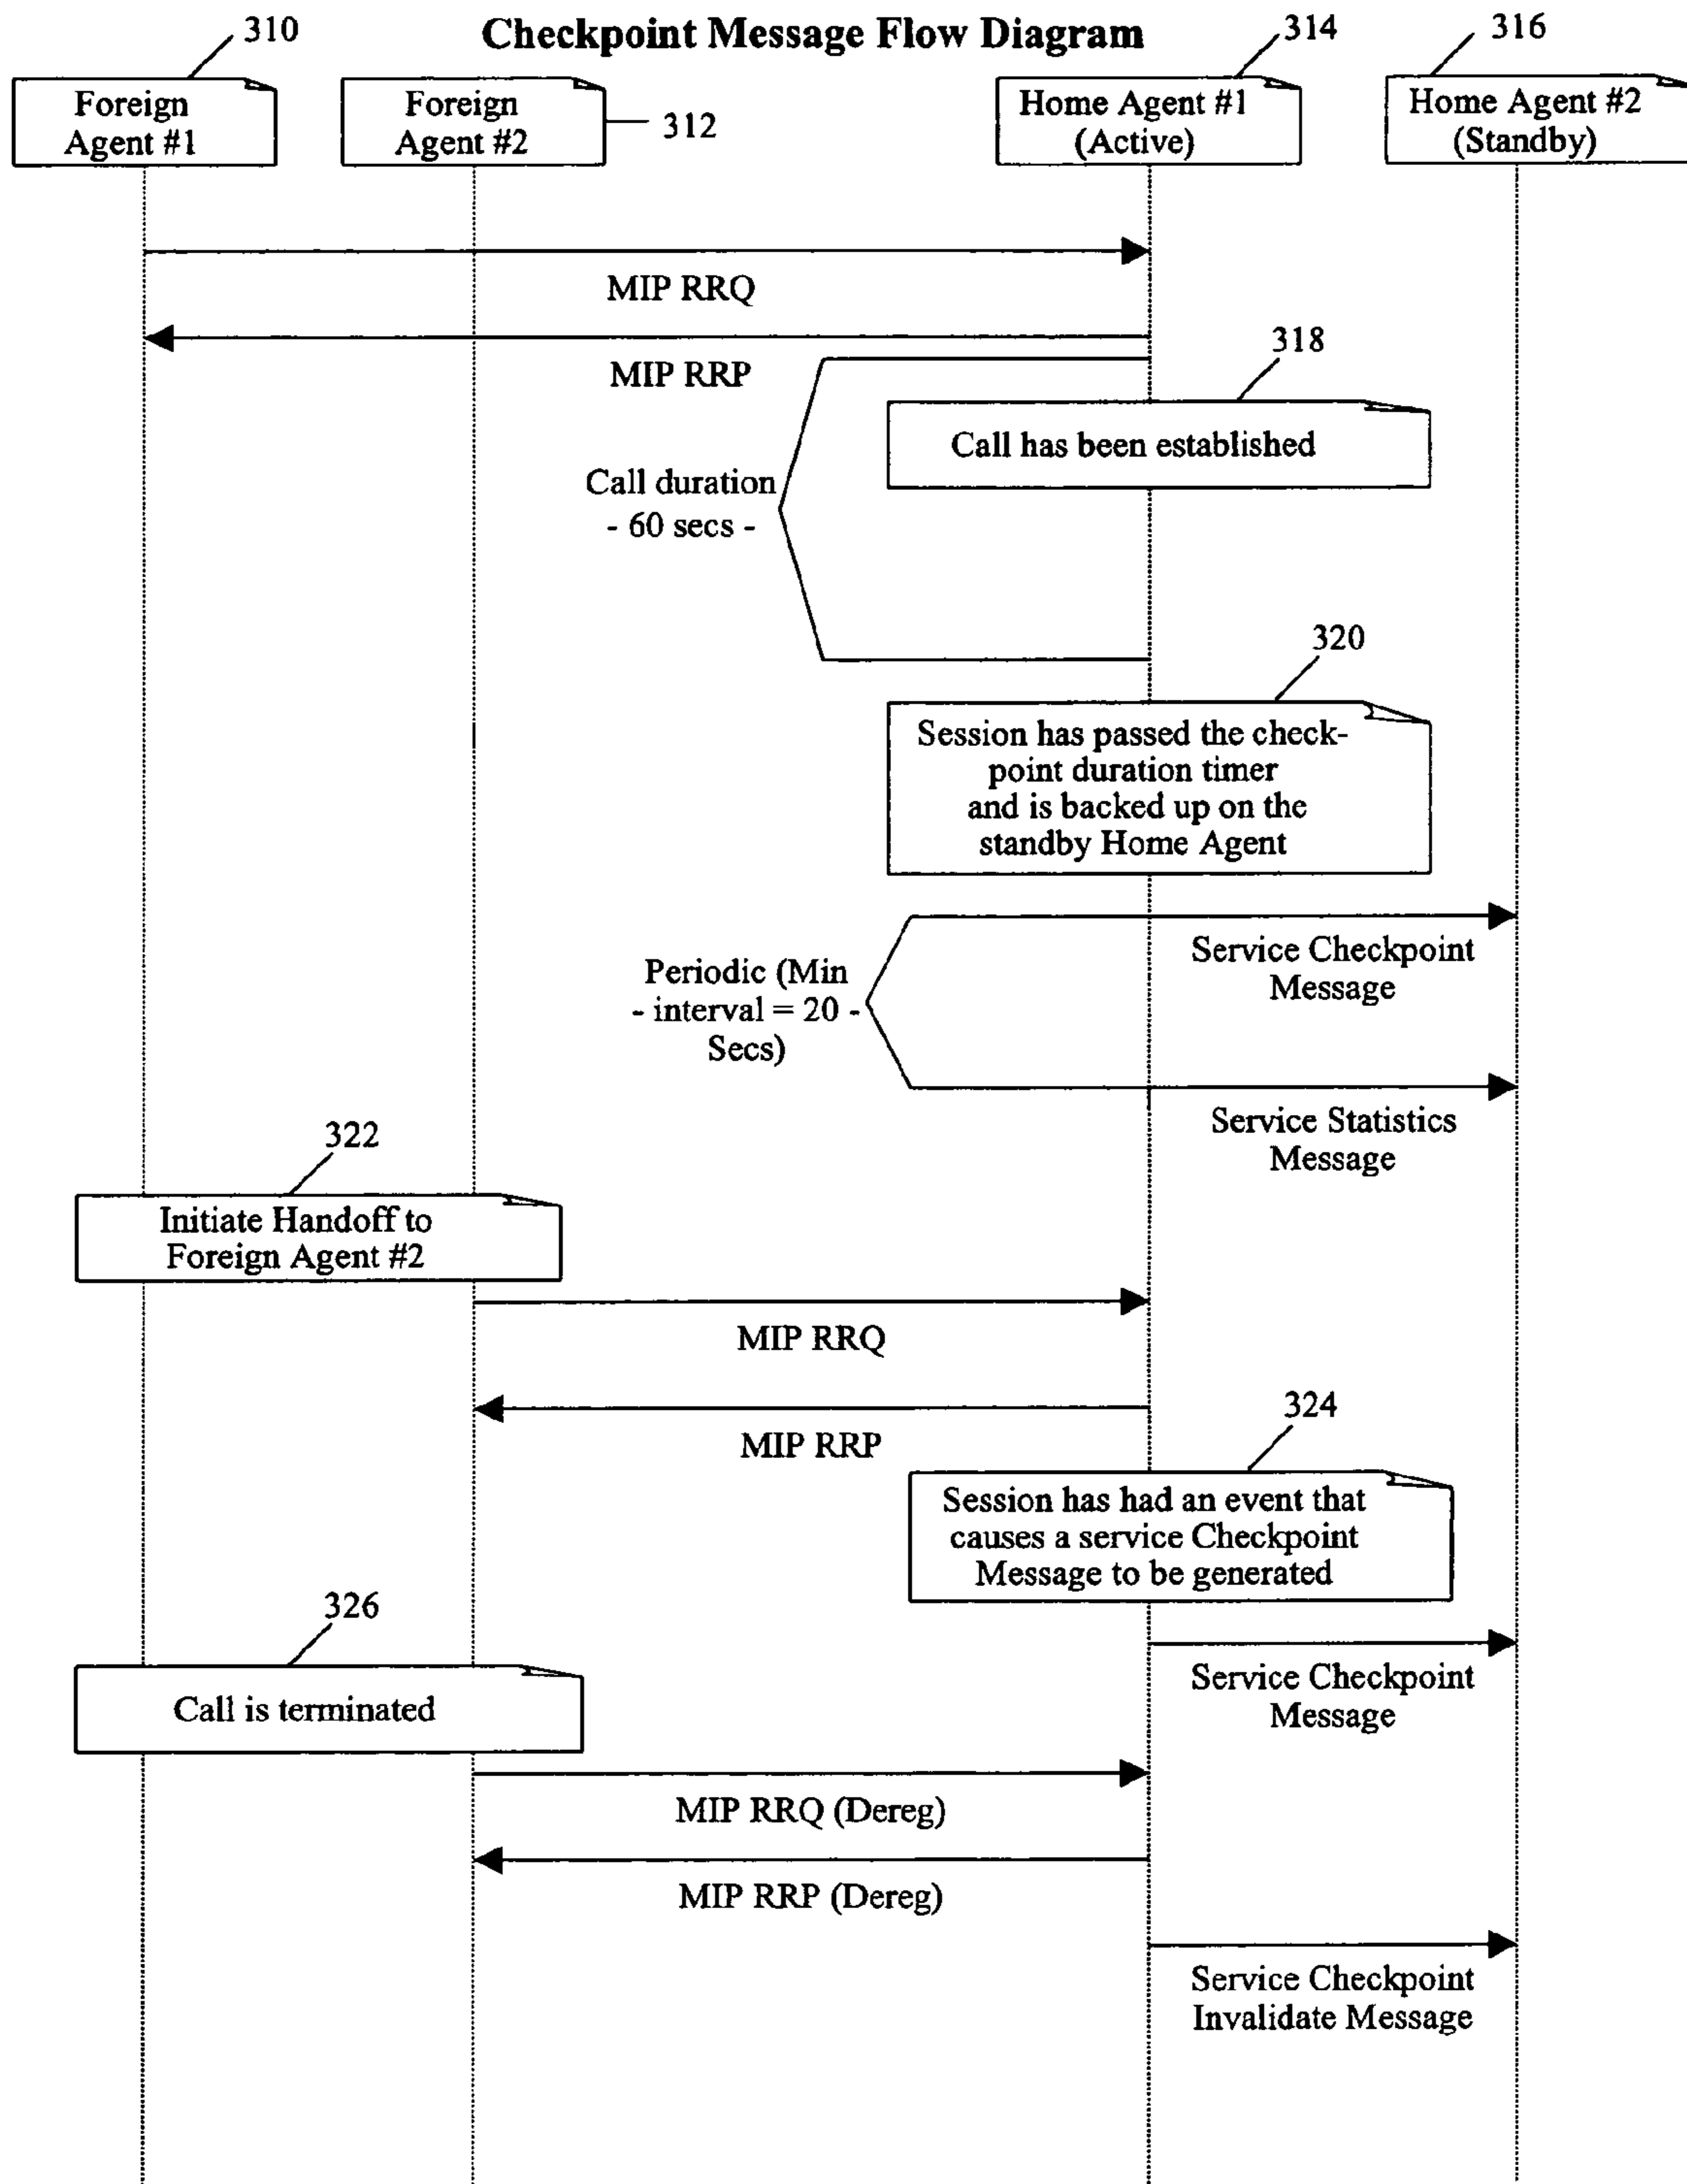 Checkpoint Message Flow Diagram
310
314
316
Foreign
Agent #1
Foreign
Agent #2
312
Home Agent #1
(Active)
Home Agent #2
(Standby)
MIP RRQ
MIP RRP
318
Call has been established
Call duration
- 60 secs -
320
Session has passed the check-
point duration timer
and is backed up on the
standby Home Agent
Service Checkpoint
Message
Periodic (Min
- interval = 20 -
Secs)
Service Statistics
Message
322
Initiate Handoff to
Foreign Agent #2
MIP RRQ
MIP RRP
324
Session has had an event that
causes a service Checkpoint
Message to be generated
326
Call is terminated
Service Checkpoint
Message
MIP RRQ (Dereg)
MIP RRP (Dereg)
Service Checkpoint
Invalidate Message